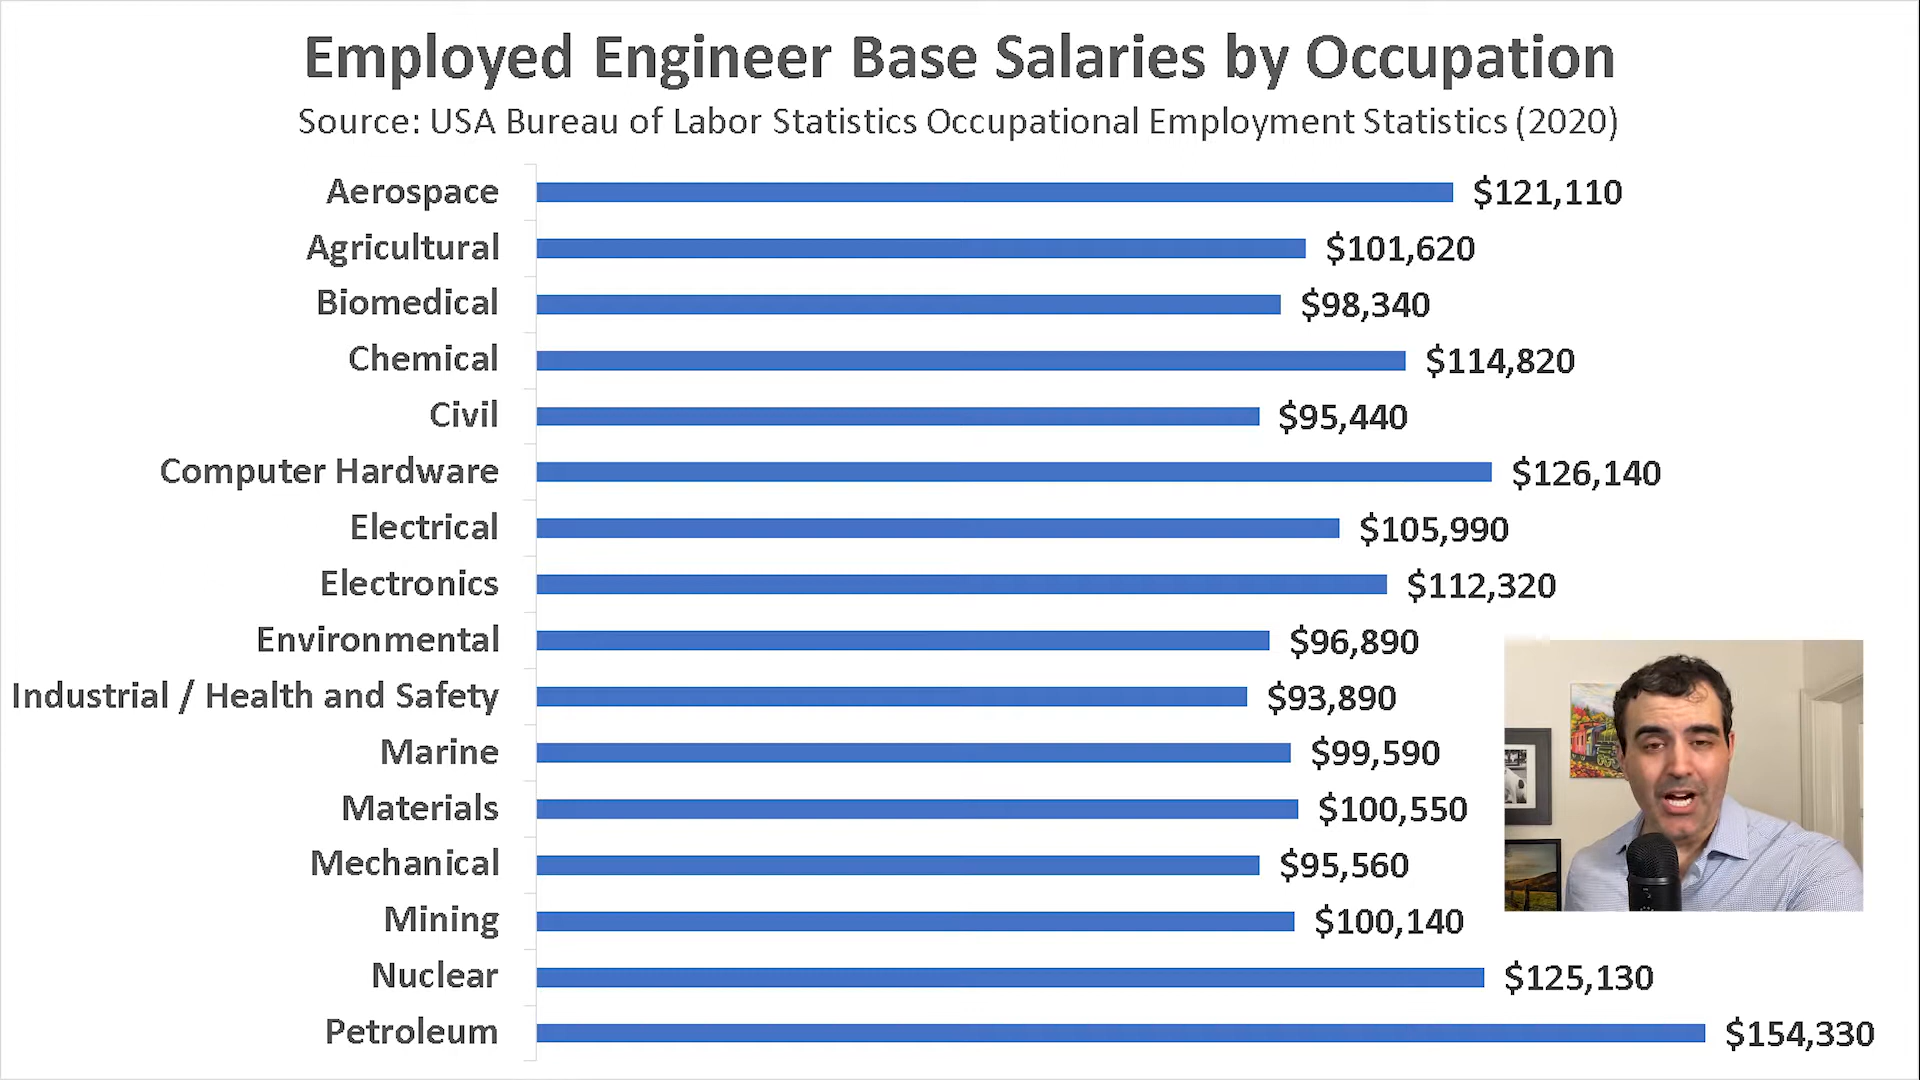 Employed Engineer Base Salaries by Occupation
Source: USA Bureau of Labor Statistics Occupational Employment Statistics (2020)
Aerospace $121,110
Agricultural $101,620
Biomedical $98,340
Chemical $114,820
Civil $95,440
Computer Hardware $126,140
Electrical $105,990
Electronics $112,320
Environmental $96,890
Industrial / Health and Safety $93,890
Marine $99,590
Materials $100,550
Mechanical $95,560
Mining $100,140
Nuclear $125,130
Petroleum $154,330